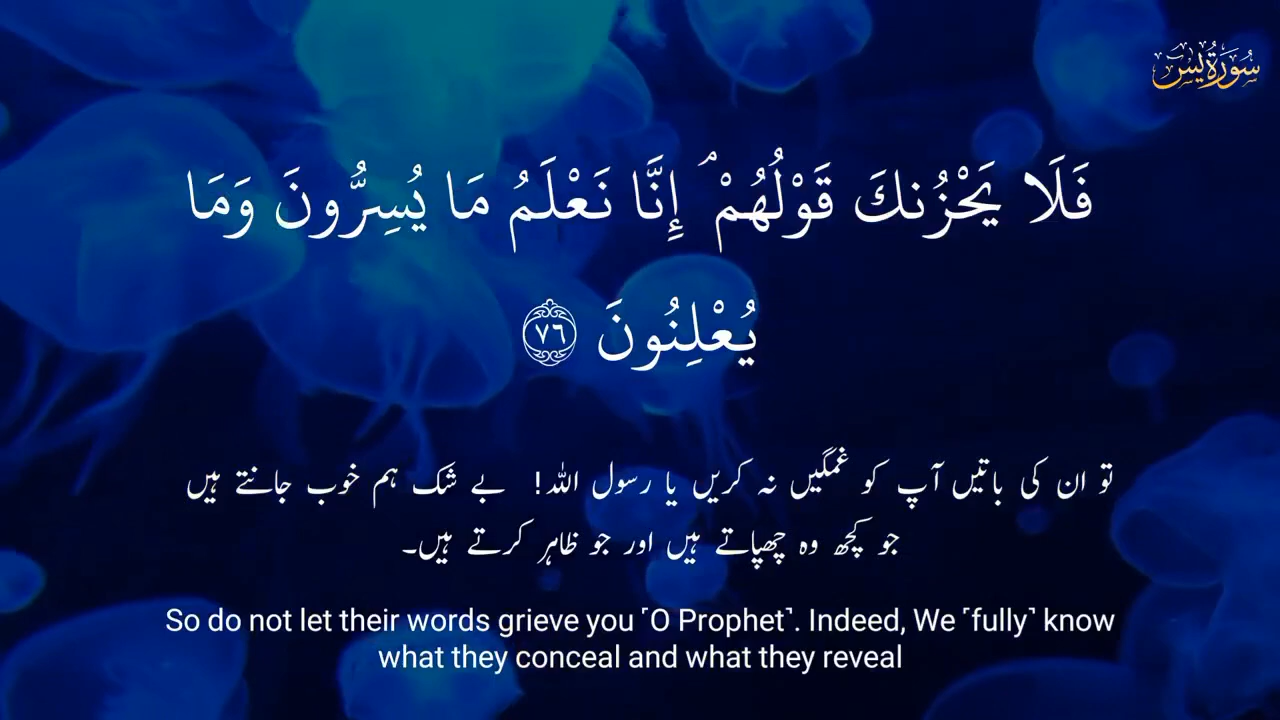 سُورَةُ يس
فَلَا يَحْزُنكَ قَوْلُهُمْ ۘ إِنَّا نَعْلَمُ مَا يُسِرُّونَ وَمَا
يُعْلِنُونَ ٧٦
تو ان کی باتیں آپ کو غمگیں نہ کریں یا رسول اللہ! بے شک ہم خوب جانتے ہیں
جو کچھ وہ چھپاتے ہیں اور جو ظاہر کرتے ہیں۔
So do not let their words grieve you ˹O Prophet˺. Indeed, We ˹fully˺ know
what they conceal and what they reveal